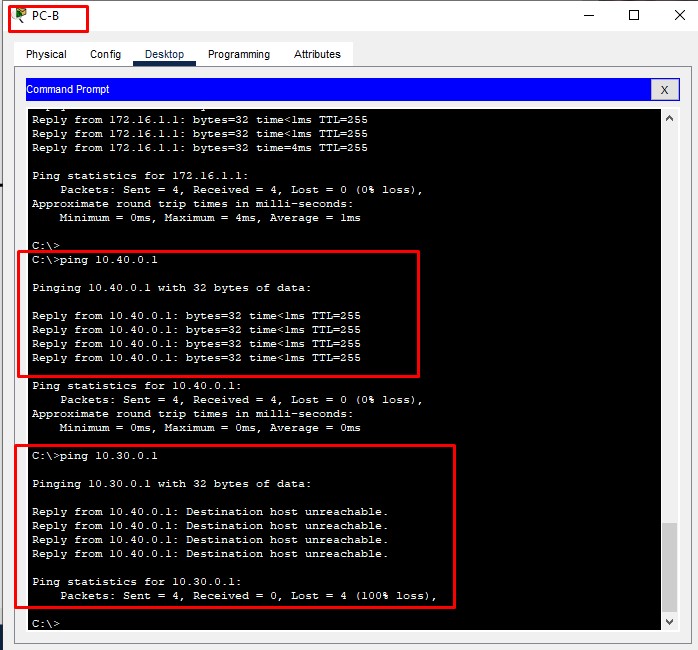 PC-B
Physical Config Desktop Programming Attributes
Command Prompt
X
Reply from 172.16.1.1: bytes=32 time<1ms TTL=255
Reply from 172.16.1.1: bytes=32 time<1ms TTL=255
Reply from 172.16.1.1: bytes=32 time=4ms TTL=255
Ping statistics for 172.16.1.1:
Packets: Sent = 4, Received = 4, Lost = 0 (0% loss),
Approximate round trip times in milli-seconds:
Minimum = 0ms, Maximum = 4ms, Average = 1ms
C:\>
C:\>ping 10.40.0.1
Pinging 10.40.0.1 with 32 bytes of data:
Reply from 10.40.0.1: bytes=32 time<1ms TTL=255
Reply from 10.40.0.1: bytes=32 time<1ms TTL=255
Reply from 10.40.0.1: bytes=32 time<1ms TTL=255
Reply from 10.40.0.1: bytes=32 time<1ms TTL=255
Ping statistics for 10.40.0.1:
Packets: Sent = 4, Received = 4, Lost = 0 (0% loss),
Approximate round trip times in milli-seconds:
Minimum = 0ms, Maximum = 0ms, Average = 0ms
C:\>ping 10.30.0.1
Pinging 10.30.0.1 with 32 bytes of data:
Reply from 10.40.0.1: Destination host unreachable.
Reply from 10.40.0.1: Destination host unreachable.
Reply from 10.40.0.1: Destination host unreachable.
Reply from 10.40.0.1: Destination host unreachable.
Ping statistics for 10.30.0.1:
Packets: Sent = 4, Received = 0, Lost = 4 (100% loss),
C:\>